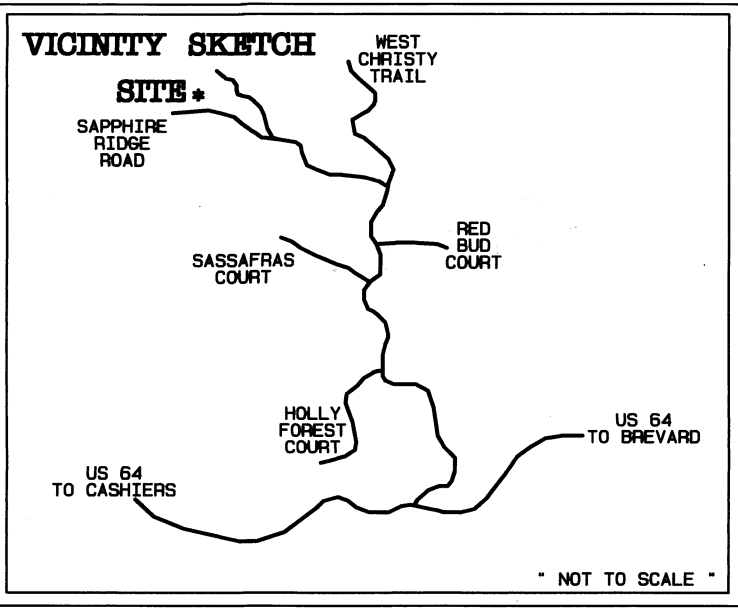 VICINITY SKETCH
SITE *
SAPPHIRE
RIDGE
ROAD
WEST
CHRISTY
TRAIL
RED
BUD
COURT
SASSAFRAS
COURT
HOLLY
FOREST
COURT
US 64
TO BREVARD
US 64
TO CASHIERS
" NOT TO SCALE "